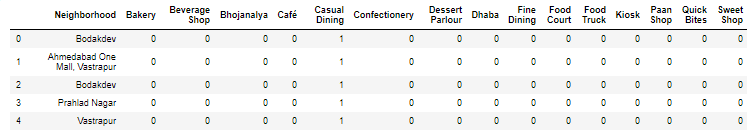 Neighborhood Bakery Beverage Shop Bhojanalya Café Casual Dining Confectionery Dessert Parlour Dhaba Fine Dining Food Court Food Truck Kiosk Paan Shop Quick Bites Sweet Shop
0 Bodakdev 0 0 0 0 1 0 0 0 0 0 0 0 0 0 0
1 Ahmedabad One Mall, Vastrapur 0 0 0 0 1 0 0 0 0 0 0 0 0 0 0
2 Bodakdev 0 0 0 0 1 0 0 0 0 0 0 0 0 0 0
3 Prahlad Nagar 0 0 0 0 1 0 0 0 0 0 0 0 0 0 0
4 Vastrapur 0 0 0 0 1 0 0 0 0 0 0 0 0 0 0